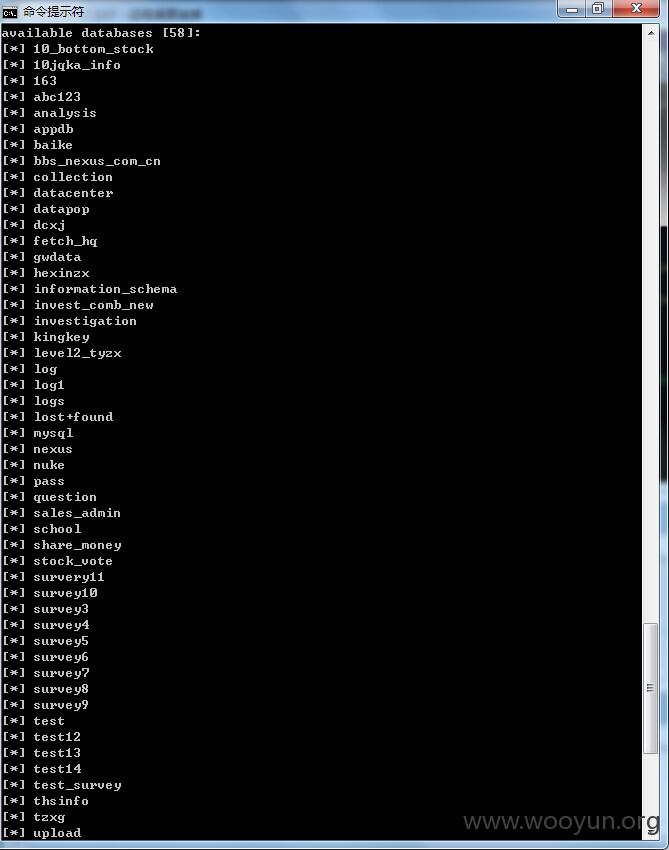 命令提示符
available databases [58]:
[*] 10_bottom_stock
[*] 10jqka_info
[*] 163
[*] abc123
[*] analysis
[*] appdb
[*] baike
[*] bbs_nexus_com_cn
[*] collection
[*] datacenter
[*] datapop
[*] dcxj
[*] fetch_hq
[*] gwdata
[*] hexinzx
[*] information_schema
[*] invest_comb_new
[*] investigation
[*] kingkey
[*] level2_tyzx
[*] log
[*] log1
[*] logs
[*] lost+found
[*] mysql
[*] nexus
[*] nuke
[*] pass
[*] question
[*] sales_admin
[*] school
[*] share_money
[*] stock_vote
[*] survery11
[*] survey10
[*] survey3
[*] survey4
[*] survey5
[*] survey6
[*] survey7
[*] survey8
[*] survey9
[*] test
[*] test12
[*] test13
[*] test14
[*] test_survey
[*] thsinfo
[*] tzxg
[*] upload
www.wooyun.org